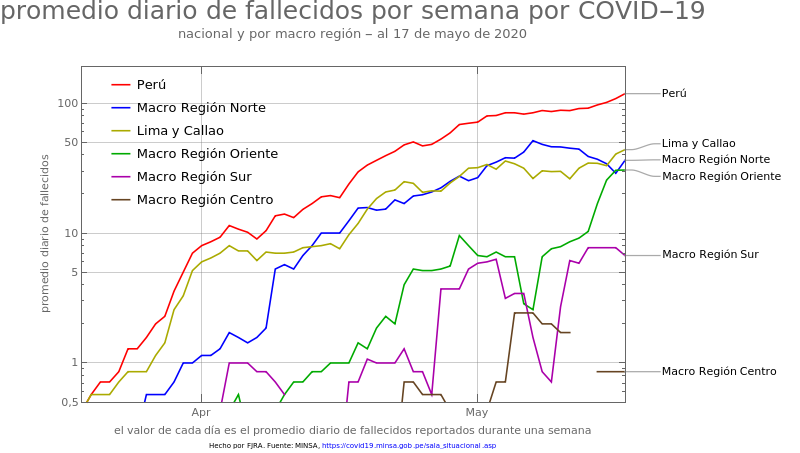 promedio diario de fallecidos por semana por COVID−19
nacional y por macro región − al 17 de mayo de 2020
promedio diario de fallecidos
100
50
10
5
1
0,5
Perú
Macro Región Norte
Lima y Callao
Macro Región Oriente
Macro Región Sur
Macro Región Centro
Perú
Lima y Callao
Macro Región Norte
Macro Región Oriente
Macro Región Sur
Macro Región Centro
Apr
May
el valor de cada día es el promedio diario de fallecidos reportados durante una semana
Hecho por FJRA. Fuente: MINSA, https://covid19.minsa.gob.pe/sala_situacional .asp